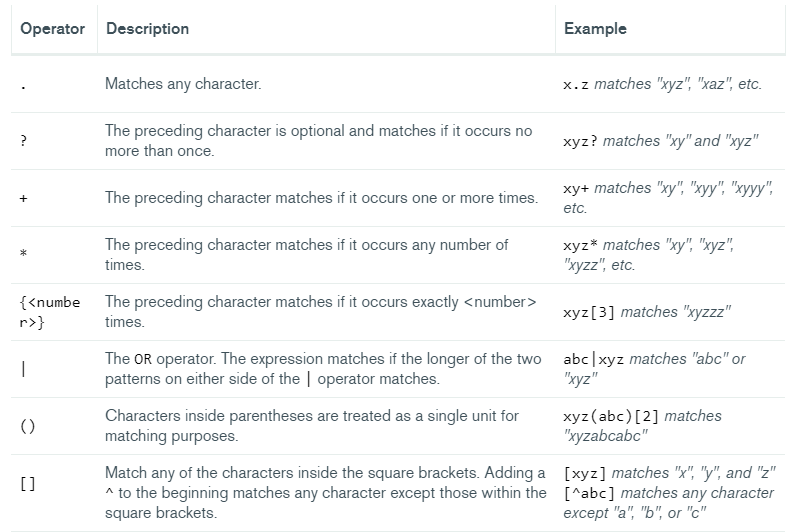 Operator Description Example
. Matches any character. x.z matches "xyz", "xaz", etc.
? The preceding character is optional and matches if it occurs no more than once. xyz? matches "xy" and "xyz"
+ The preceding character matches if it occurs one or more times. xy+ matches "xy", "xyy", "xyyy", etc.
* The preceding character matches if it occurs any number of times. xyz* matches "xy", "xyz", "xyzz", etc.
{<number>} The preceding character matches if it occurs exactly <number> times. xyz[3] matches "xyzzz"
| The OR operator. The expression matches if the longer of the two patterns on either side of the | operator matches. abc|xyz matches "abc" or "xyz"
() Characters inside parentheses are treated as a single unit for matching purposes. xyz(abc)[2] matches "xyzabcabc"
[] Match any of the characters inside the square brackets. Adding a ^ to the beginning matches any character except those within the square brackets. [xyz] matches "x", "y", and "z" [^abc] matches any character except "a", "b", or "c"